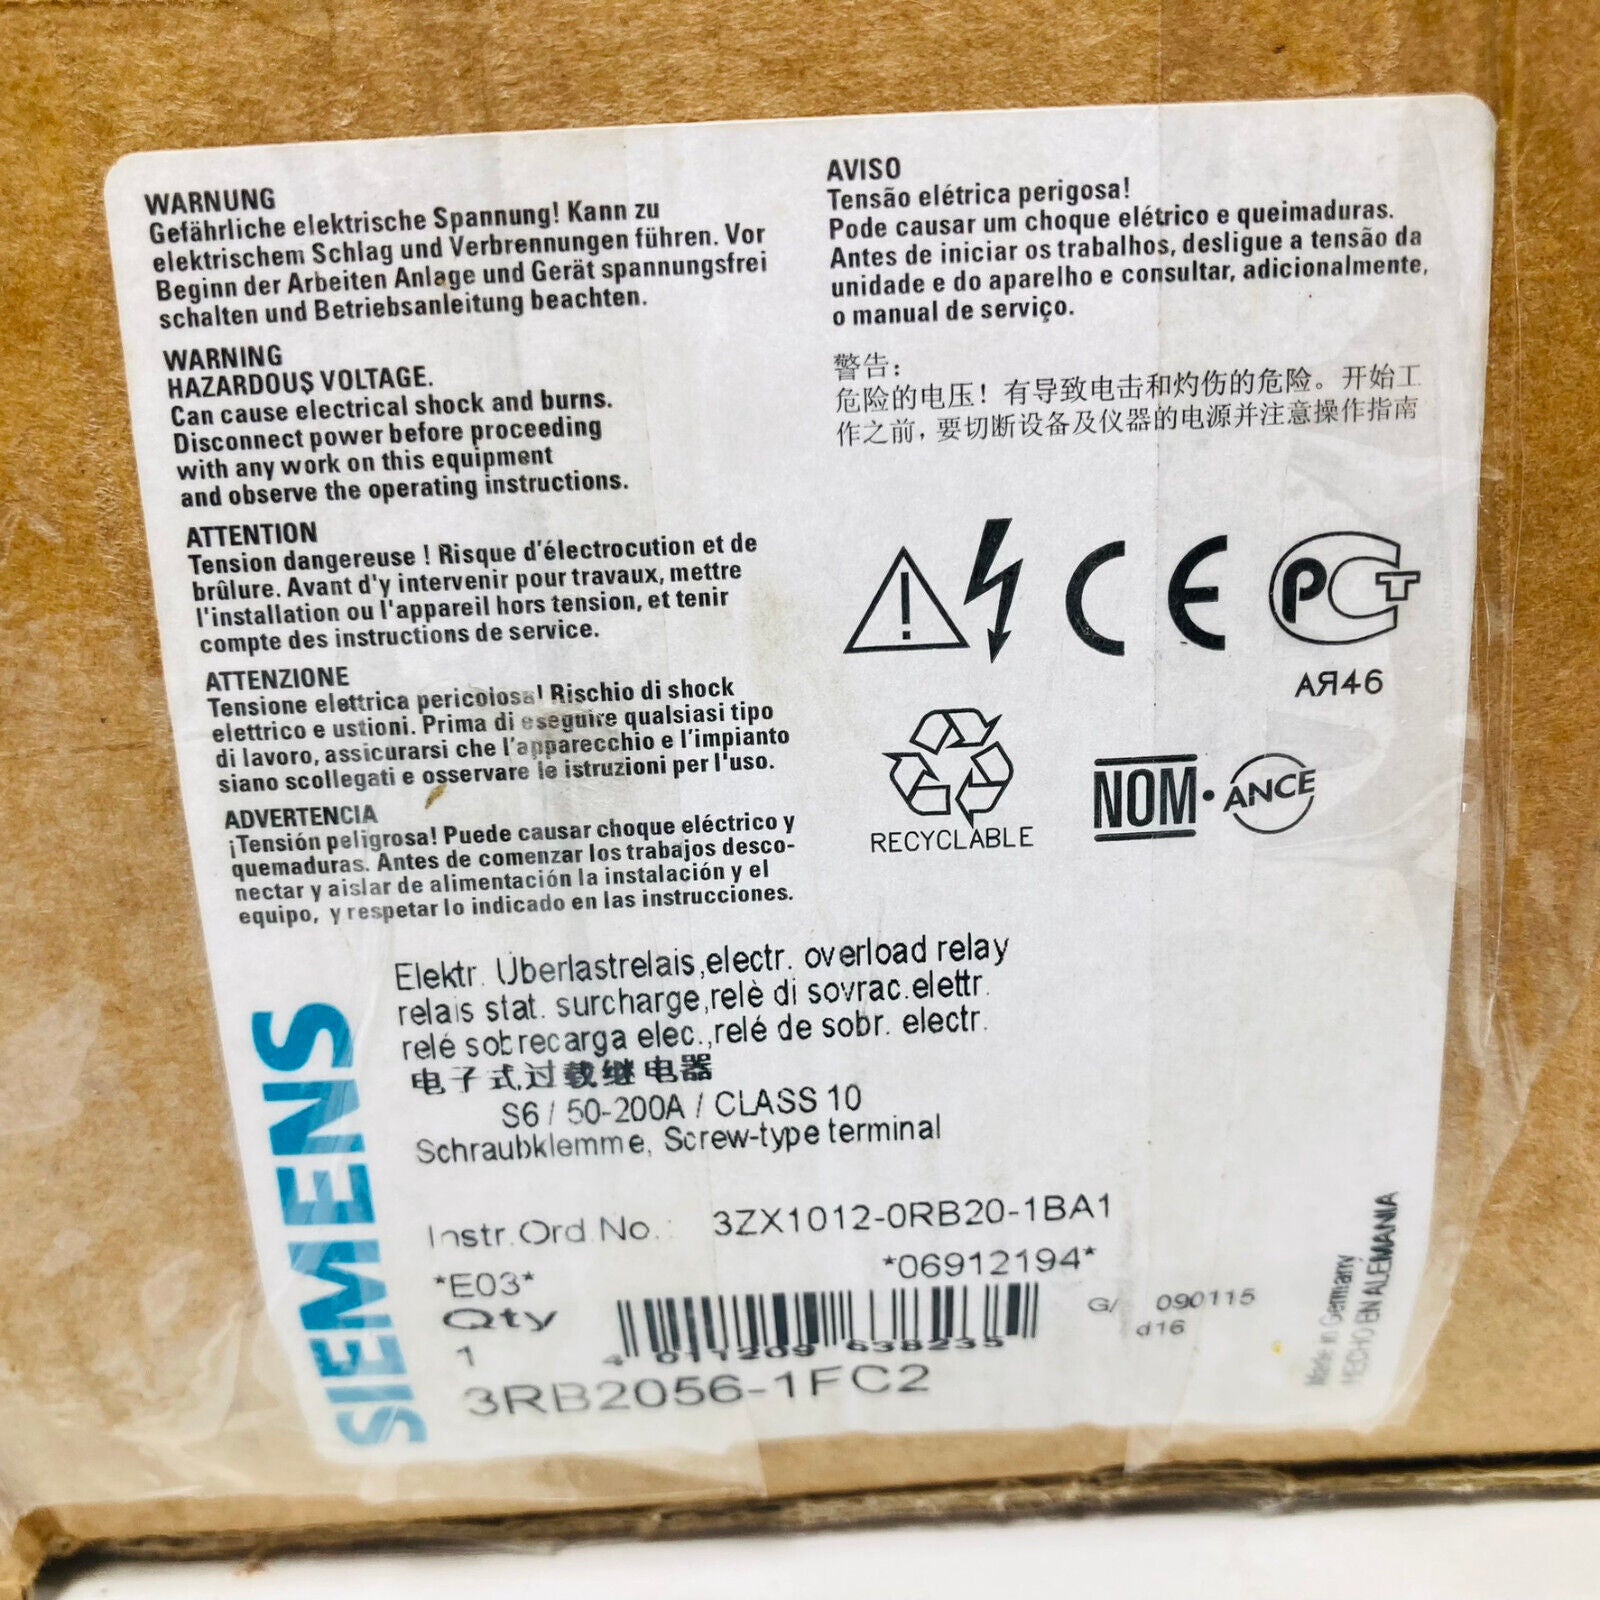 WARNUNG
Gefährliche elektrische Spannung! Kann zu
elektrischem Schlag und Verbrennungen führen. Vor
Beginn der Arbeiten Anlage und Gerät spannungsfrei
schalten und Betriebsanleitung beachten.
WARNING
HAZARDOUS VOLTAGE.
Can cause electrical shock and burns.
Disconnect power before proceeding
with any work on this equipment
and observe the operating instructions.
ATTENTION
Tension dangereuse ! Risque d'électrocution et de
brûlure. Avant d'y intervenir pour travaux, mettre
l'installation ou l'appareil hors tension, et tenir
compte des instructions de service.
ATTENZIONE
Tensione elettrica pericolosa! Rischio di shock
elettrico e ustioni. Prima di eseguire qualsiasi tipo
di lavoro, assicurarsi che l'apparecchio e l'impianto
siano scollegati e osservare le istruzioni per l'uso.
ADVERTENCIA
¡Tensión peligrosa! Puede causar choque eléctrico y
quemaduras. Antes de comenzar los trabajos desco-
nectar y aislar de alimentación la instalación y el
equipo, y respetar lo indicado en las instrucciones.
AVISO
Tensão elétrica perigosa!
Pode causar um choque elétrico e queimaduras.
Antes de iniciar os trabalhos, desligue a tensão da
unidade e do aparelho e consultar, adicionalmente,
o manual de serviço.
警告:
危险的电压！有导致电击和灼伤的危险。开始工
作之前，要切断设备及仪器的电源并注意操作指南
CE
PCT
АЯ46
RECYCLABLE
NOM · ANCE
SIEMENS
Elektr. Überlastrelais,electr. overload relay
relais stat. surcharge,relè di sovrac.elettr.
relé sobrecarga elec.,relé de sobr. electr.
电子式过载继电器
S6 / 50-200A / CLASS 10
Schraubklemme, Screw-type terminal
Instr.Ord.No.: 3ZX1012-0RB20-1BA1
*E03* *06912194*
Qty
1
4 011209 638235
G/ 090115
d16
3RB2056-1FC2
Made in Germany
HECHO EN ALEMANIA